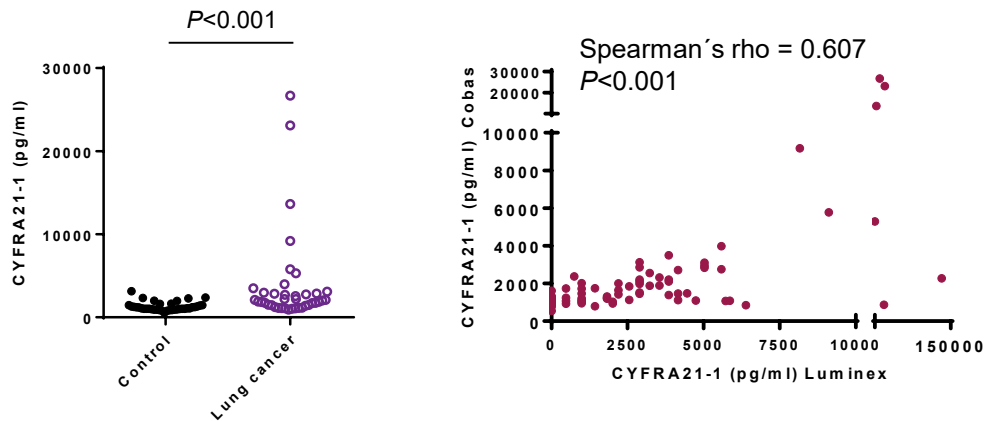 P<0.001
CYFRA21-1 (pg/ml)
30000
20000
10000
0
Control
Lung cancer
Spearman´s rho = 0.607
P<0.001
CYFRA21-1 (pg/ml) Cobas
30000
20000
10000
8000
6000
4000
2000
0
0 2500 5000 7500 10000 150000
CYFRA21-1 (pg/ml) Luminex